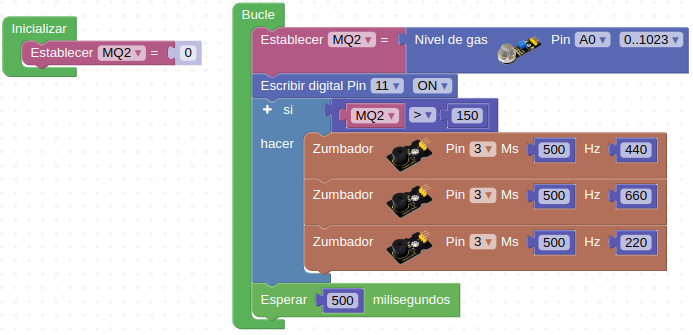 Inicializar
Establecer MQ2 = 0
Bucle
Establecer MQ2 = Nivel de gas Pin A0 0..1023
Escribir digital Pin 11 ON
+ si MQ2 > 150
hacer Zumbador Pin 3 Ms 500 Hz 440
Zumbador Pin 3 Ms 500 Hz 660
Zumbador Pin 3 Ms 500 Hz 220
Esperar 500 milisegundos